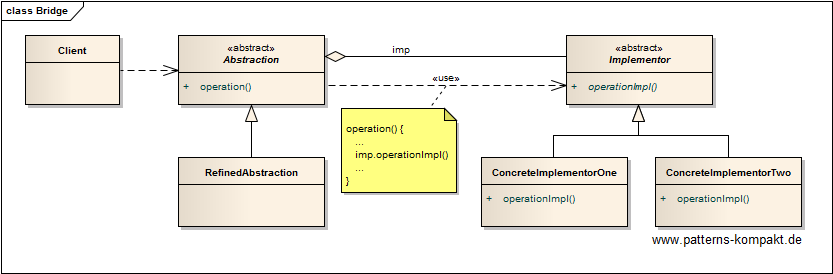 class Bridge
Client
«abstract»
Abstraction
+ operation()
imp
«abstract»
Implementor
+ operationImpl()
«use»
operation() {
...
imp.operationImpl()
...
}
RefinedAbstraction
ConcreteImplementorOne
+ operationImpl()
ConcreteImplementorTwo
+ operationImpl()
www.patterns-kompakt.de